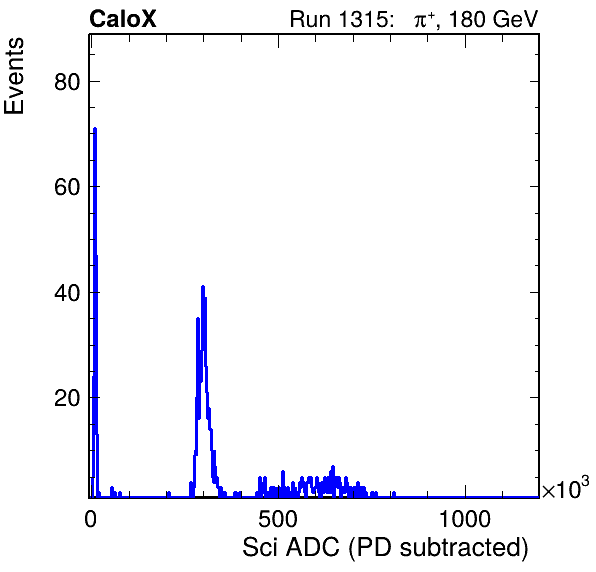 CaloX Run 1315: π⁺, 180 GeV
Events
80
60
40
20
0 500 1000 ×10³
Sci ADC (PD subtracted)